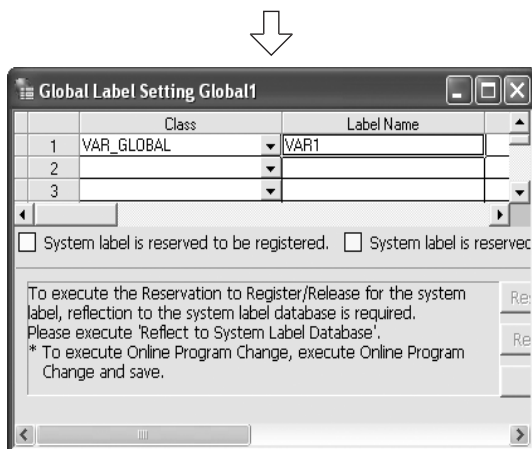 Global Label Setting Global1
Class Label Name
1 VAR_GLOBAL VAR1
2
3
System label is reserved to be registered. System label is reserved
To execute the Reservation to Register/Release for the system
label, reflection to the system label database is required.
Please execute 'Reflect to System Label Database'.
* To execute Online Program Change, execute Online Program
Change and save.